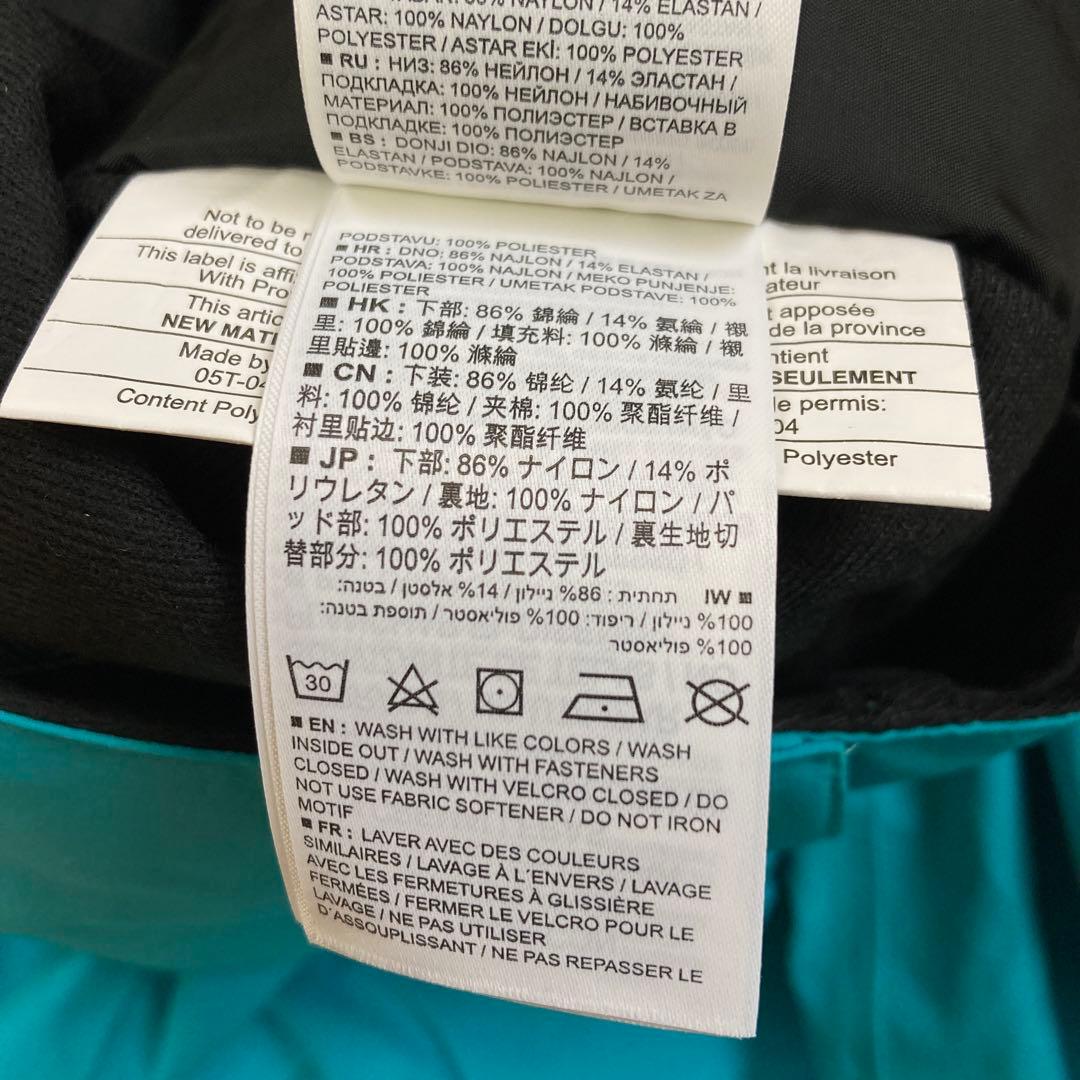 NAYLON / 14% ELASTAN /
ASTAR: 100% NAYLON / DOLGU: 100%
POLYESTER / ASTAR EKİ: 100% POLYESTER
RU : НИЗ: 86% НЕЙЛОН / 14% ЭЛАСТАН /
ПОДКЛАДКА: 100% НЕЙЛОН / НАБИВОЧНЫЙ
МАТЕРИАЛ: 100% ПОЛИЭСТЕР / ВСТАВКА В
ПОДКЛАДКЕ: 100% ПОЛИЭСТЕР
BS : DONJI DIO: 86% NAJLON / 14%
ELASTAN / PODSTAVA: 100% NAJLON /
PODSTAVKE: 100% POLIESTER / UMETAK ZA
Not to be
delivered to
This label is
With
This
NEW
Made by
Content
la livraison
apposée
de la province
SEULEMENT
de permis:
04
Polyester
PODSTAVU: 100% POLIESTER
HR : DNO: 86% NAJLON / 14% ELASTAN /
PODSTAVA: 100% NAJLON / MEKO PUNJENJE:
100% POLIESTER / UMETAK PODSTAVE: 100%
POLIESTER
HK : 下部: 86% 錦綸 / 14% 氨綸 / 襯
里: 100% 錦綸 / 填充料: 100% 滌綸 / 襯
里貼邊: 100% 滌綸
CN : 下装: 86% 锦纶 / 14% 氨纶 / 里
料: 100% 锦纶 / 夹棉: 100% 聚酯纤维 /
衬里贴边: 100% 聚酯纤维
JP : 下部: 86% ナイロン / 14% ポ
リウレタン / 裏地: 100% ナイロン / パ
ッド部: 100% ポリエステル / 裏生地切
替部分: 100% ポリエステル
IW תחתית : 86% ניילון / 14% אלסטן / בטנה:
100% ניילון / ריפוד: 100% פוליאסטר / תוספת בטנה:
100% פוליאסטר
30
EN : WASH WITH LIKE COLORS / WASH
INSIDE OUT / WASH WITH FASTENERS
CLOSED / WASH WITH VELCRO CLOSED / DO
NOT USE FABRIC SOFTENER / DO NOT IRON
MOTIF
FR : LAVER AVEC DES COULEURS
SIMILAIRES / LAVAGE À L´ENVERS / LAVAGE
AVEC LES FERMETURES À GLISSIÈRE
FERMÉES / FERMER LE VELCRO POUR LE
LAVAGE / NE PAS UTILISER
D´ASSOUPLISSANT / NE PAS REPASSER LE